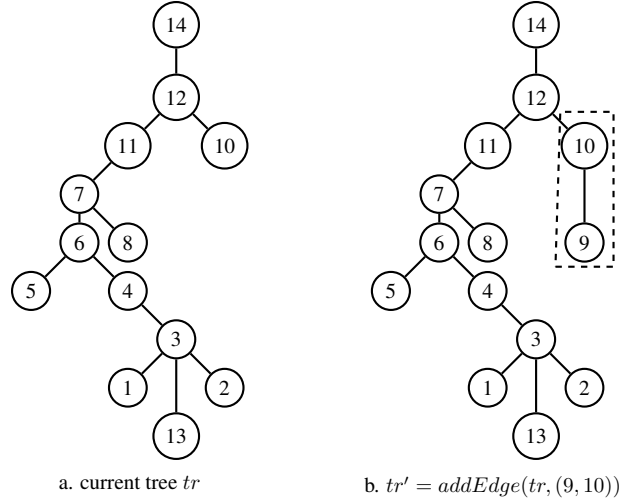 14 14
12 12
11 10 11 10
7 7
6 8 6 8 9
5 4 5 4
3 3
1 2 1 2
13 13
a. current tree tr b. tr′ = addEdge(tr, (9, 10))